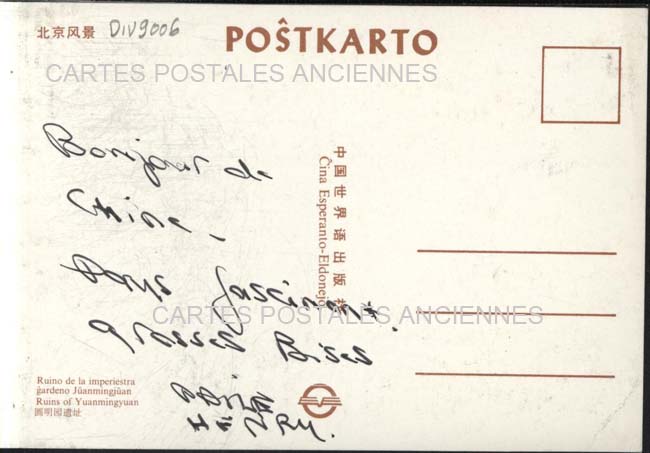 北京风景 DIV9006
POŜTKARTO
CARTES POSTALES ANCIENNES
Bonjour de
Chine,
Pays fascinant.
CARTES POSTALES ANCIENNES
Grosses Bises
中国世界语出版社
Ĉina Esperanto-Eldonejo
Ruino de la imperiestra
ĝardeno Jŭanmingjŭan
Ruins of Yuanmingyuan
圆明园遗址